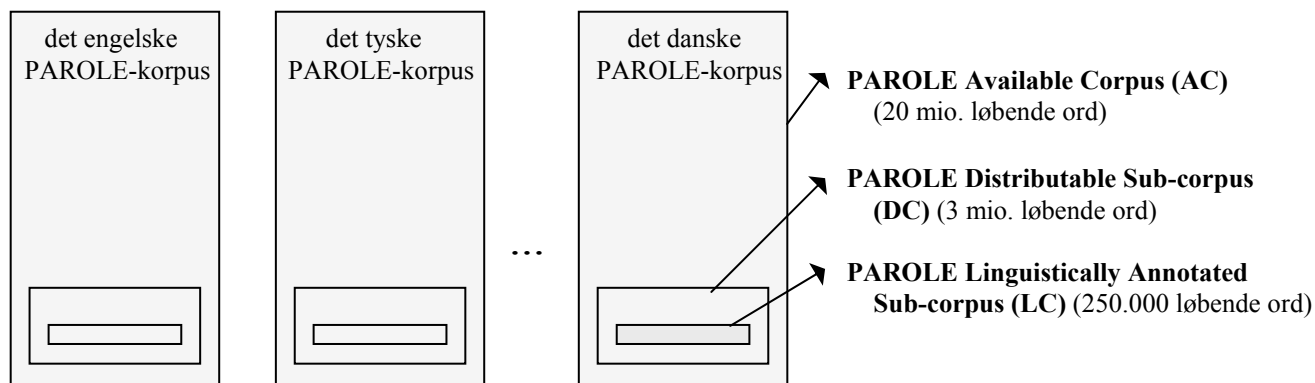 det engelske
PAROLE-korpus
det tyske
PAROLE-korpus
...
det danske
PAROLE-korpus
PAROLE Available Corpus (AC)
(20 mio. løbende ord)
PAROLE Distributable Sub-corpus
(DC) (3 mio. løbende ord)
PAROLE Linguistically Annotated
Sub-corpus (LC) (250.000 løbende ord)